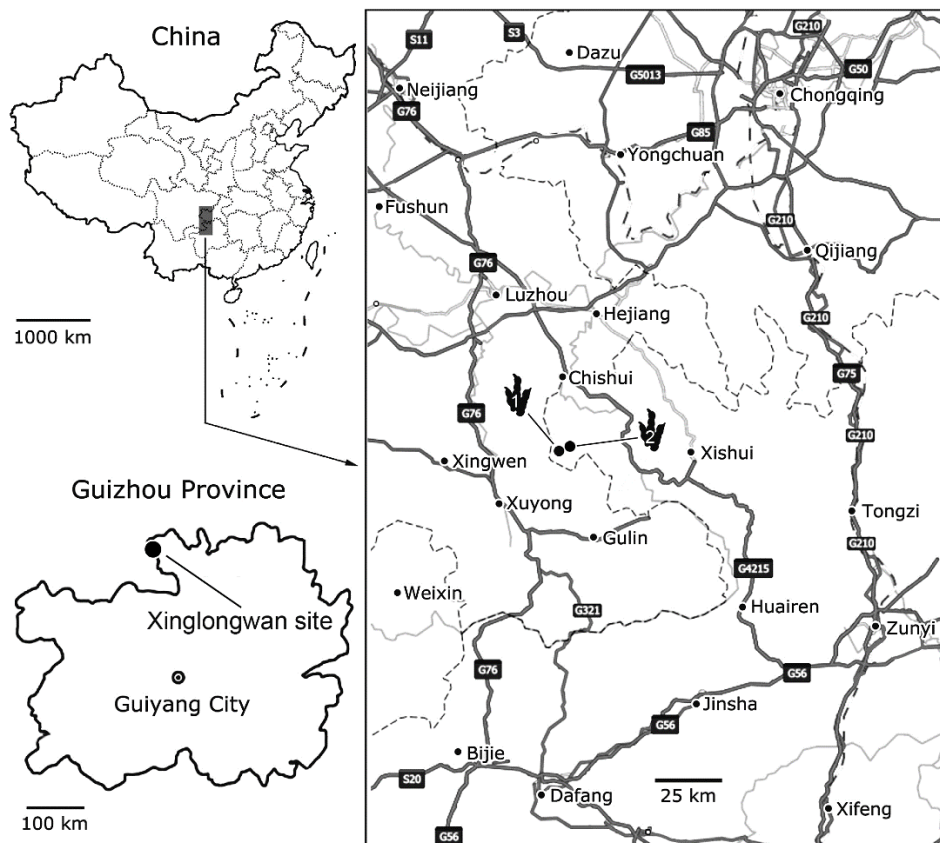 China
1000 km
Guizhou Province
Xinglongwan site
Guiyang City
100 km
S11
S3
Dazu
G210
G5013
G50
Neijiang
G76
Chongqing
G85
Yongchuan
Fushun
G210
Qijiang
G76
Luzhou
Hejiang
G210
Chishui
G75
1
G76
2
G210
Xingwen
Xishui
Xuyong
Tongzi
Gulin
G210
G4215
Weixin
G321
Huairen
Zunyi
G76
G56
Jinsha
G56
Bijie
S20
25 km
Dafang
Xifeng
G56